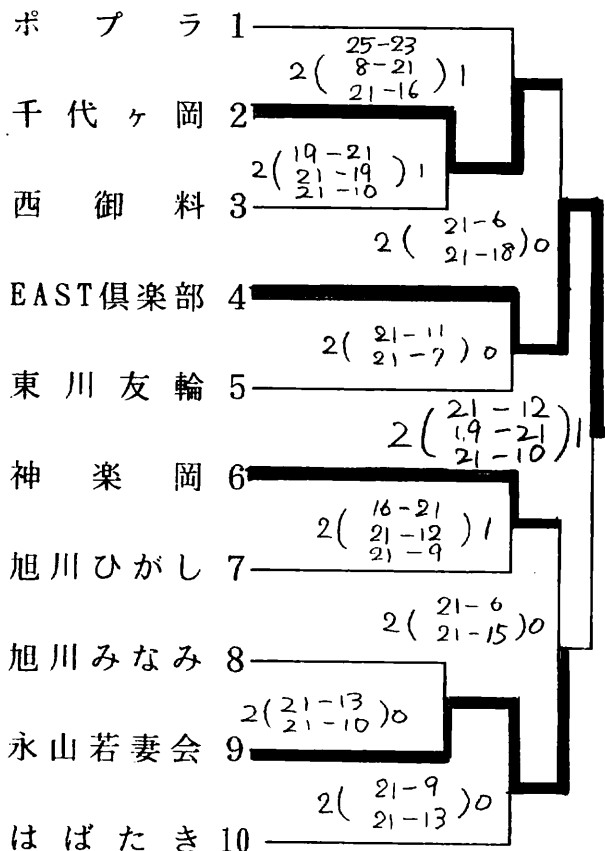 ポプラ 1
25-23
2( 8-21 ) 1
21-16
千代ヶ岡 2
19-21
2( 21-19 ) 1
21-10
西御料 3
2( 21-6
21-18 ) 0
EAST倶楽部 4
2( 21-11
21-7 ) 0
東川友輪 5
21-12
2( 19-21 ) 1
21-10
神楽岡 6
16-21
2( 21-12 ) 1
21-9
旭川ひがし 7
2( 21-6
21-15 ) 0
旭川みなみ 8
2( 21-13
21-10 ) 0
永山若妻会 9
2( 21-9
21-13 ) 0
はばたき 10